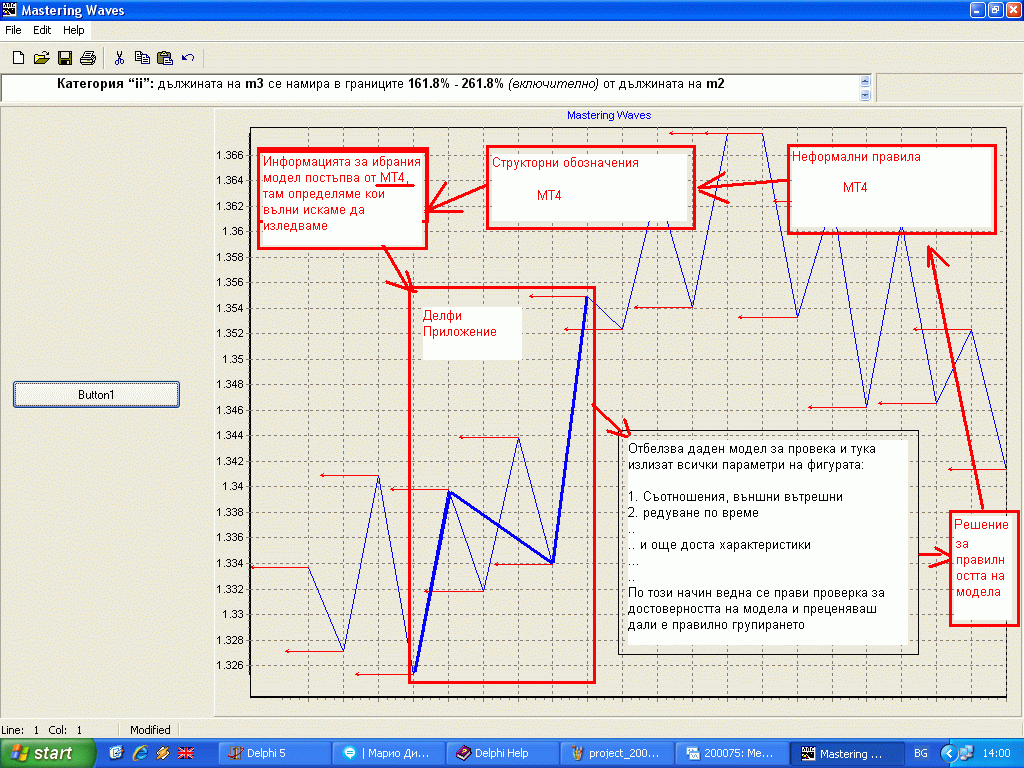 Mastering Waves
File Edit Help
Категория “ii”: дължината на m3 се намира в границите 161.8% - 261.8% (включително) от дължината на m2
Mastering Waves
1.366
1.364
1.362
1.36
1.358
1.356
1.354
1.352
1.35
1.348
1.346
1.344
1.342
1.34
1.338
1.336
1.334
1.332
1.33
1.328
1.326
Информацията за ибрания
модел постъпва от МТ4,
там определяме кои
вълни искаме да
изледваме
Структорни обозначения
МТ4
Неформални правила
МТ4
Делфи
Приложение
Button1
Отбелзва даден модел за провека и тука
излизат всички параметри на фигурата:
1. Съотношения, външни вътрешни
2. редуване по време
..
.. и още доста характеристики
...
..
По този начин ведна се прави проверка за
достоверността на модела и преценяваш
дали е правилно групирането
Решение
за
правилн
остта на
модела
Line: 1 Col: 1 Modified
start Delphi 5 | Марио Ди... Delphi Help project_200... 200075: Me... Mastering ... BG 14:00